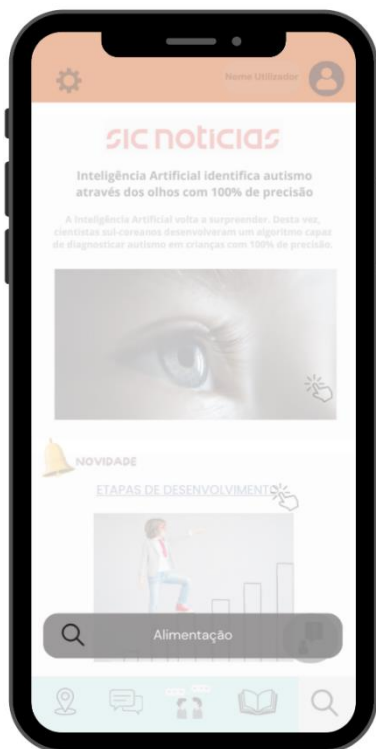 Nome Utilizador
sic notícias
Inteligência Artificial identifica autismo
através dos olhos com 100% de precisão
A Inteligência Artificial volta a surpreender. Desta vez,
cientistas sul-coreanos desenvolveram um algoritmo capaz
de diagnosticar autismo em crianças com 100% de precisão.
NOVIDADE
ETAPAS DE DESENVOLVIMENTO
Alimentação